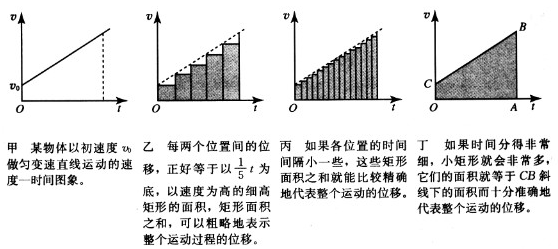 v
v₀
O
t
v
O
t
v
O
t
v
B
C
O
A
t
甲 某物体以初速度 v₀
做匀变速直线运动的速
度—时间图象。
乙 每两个位置间的位
移，正好等于以1/5 t 为
底，以速度为高的细高
矩形的面积，矩形面积
之和，可以粗略地表示
整个运动过程的位移。
丙 如果各位置的时间
间隔小一些，这些矩形
面积之和就能比较精确
地代表整个运动的位移。
丁 如果时间分得非常
细，小矩形就会非常多，
它们的面积就等于 CB 斜
线下的面积而十分准确地
代表整个运动的位移。